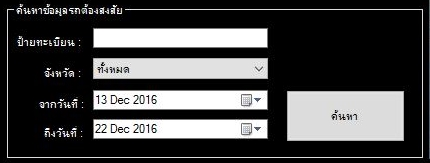 ค้นหาข้อมูลรถต้องสงสัย
ป้ายทะเบียน :
จังหวัด : ทั้งหมด
จากวันที่ : 13 Dec 2016
ค้นหา
ถึงวันที่ : 22 Dec 2016